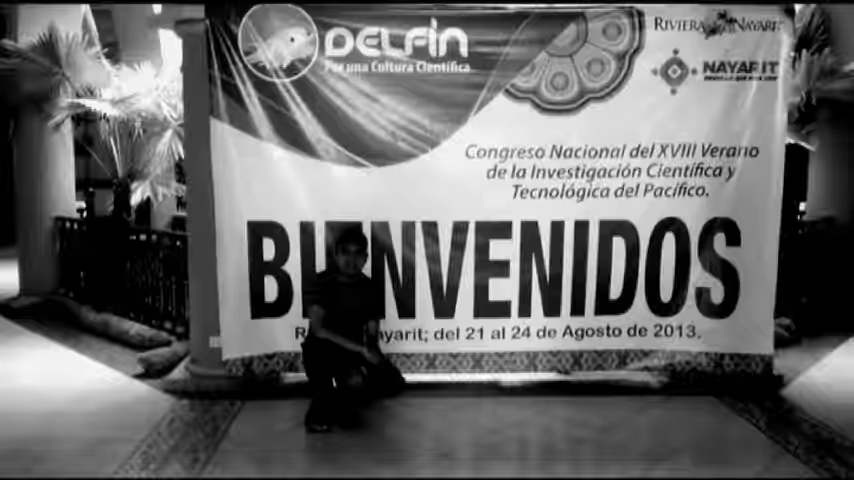 DELFIN
Por una Cultura Científica
RIVIERA NAYARIT
NAYARIT
Congreso Nacional del XVIII Verano
de la Investigación Científica y
Tecnológica del Pacífico.
BIENVENIDOS
ayarit; del 21 al 24 de Agosto de 2013.